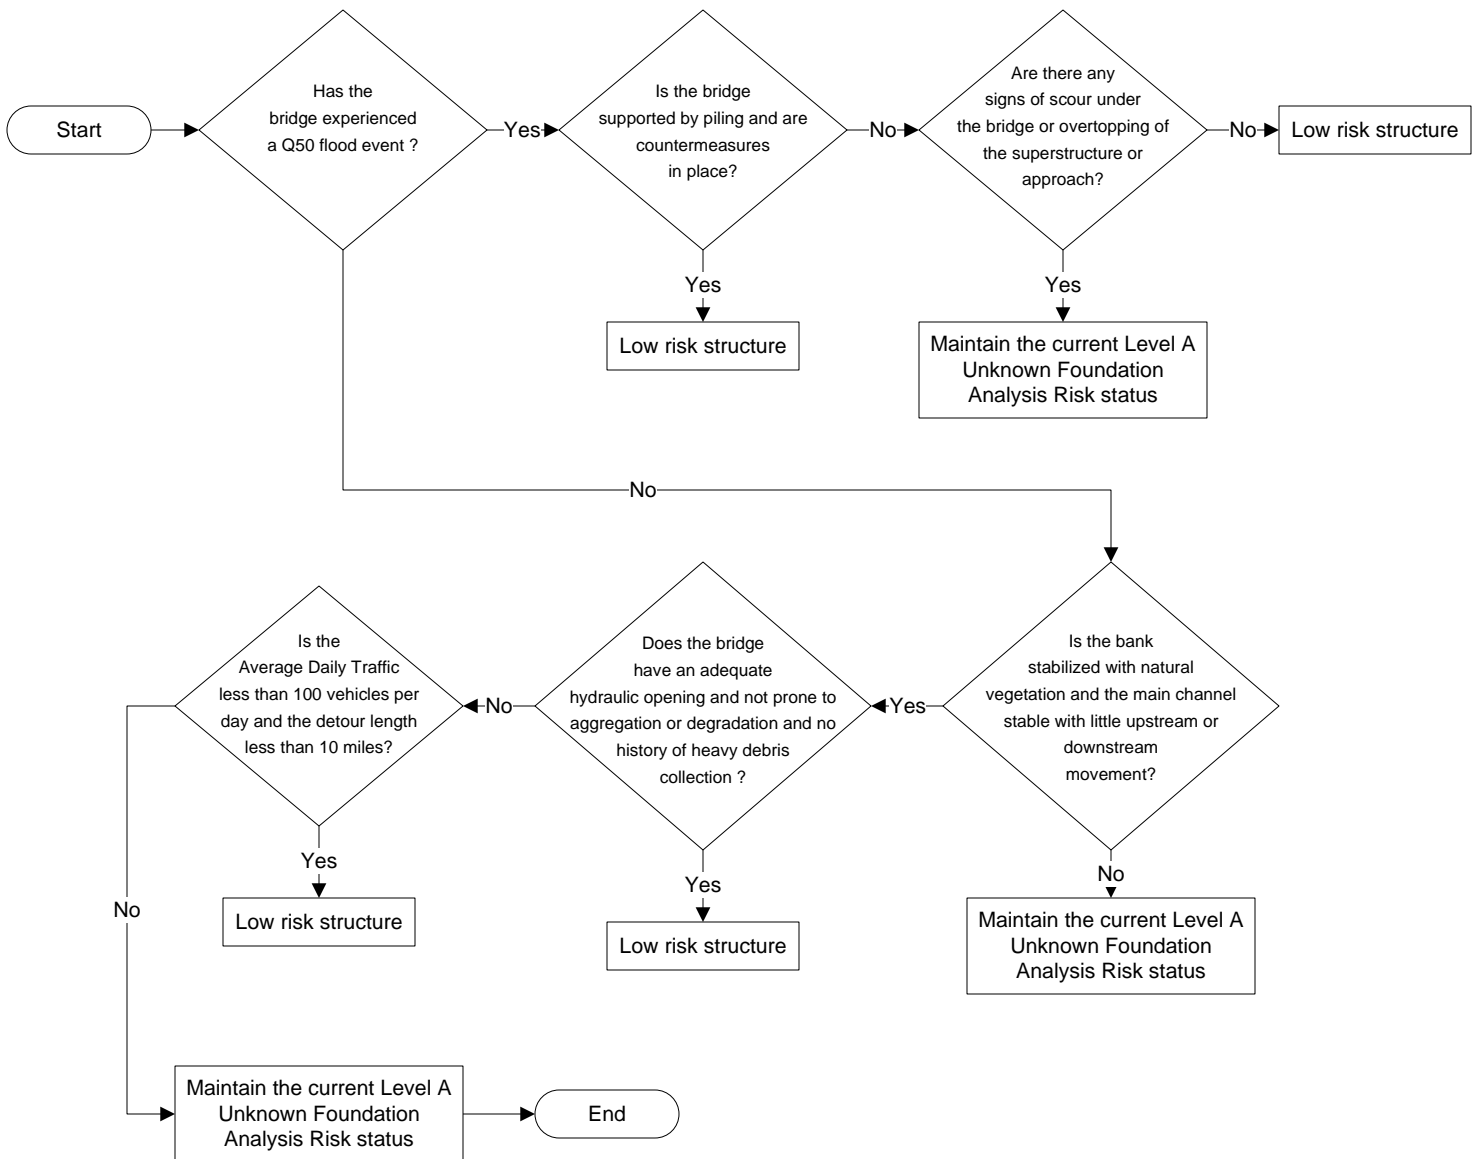 Start
Has the
bridge experienced
a Q50 flood event ?
Yes
Is the bridge
supported by piling and are
countermeasures
in place?
No
Are there any
signs of scour under
the bridge or overtopping of
the superstructure or
approach?
No
Low risk structure
Yes
Low risk structure
Yes
Maintain the current Level A
Unknown Foundation
Analysis Risk status
No
Is the
Average Daily Traffic
less than 100 vehicles per
day and the detour length
less than 10 miles?
No
Does the bridge
have an adequate
hydraulic opening and not prone to
aggregation or degradation and no
history of heavy debris
collection ?
Yes
Is the bank
stabilized with natural
vegetation and the main channel
stable with little upstream or
downstream
movement?
Yes
Low risk structure
Yes
Low risk structure
No
Maintain the current Level A
Unknown Foundation
Analysis Risk status
No
Maintain the current Level A
Unknown Foundation
Analysis Risk status
End